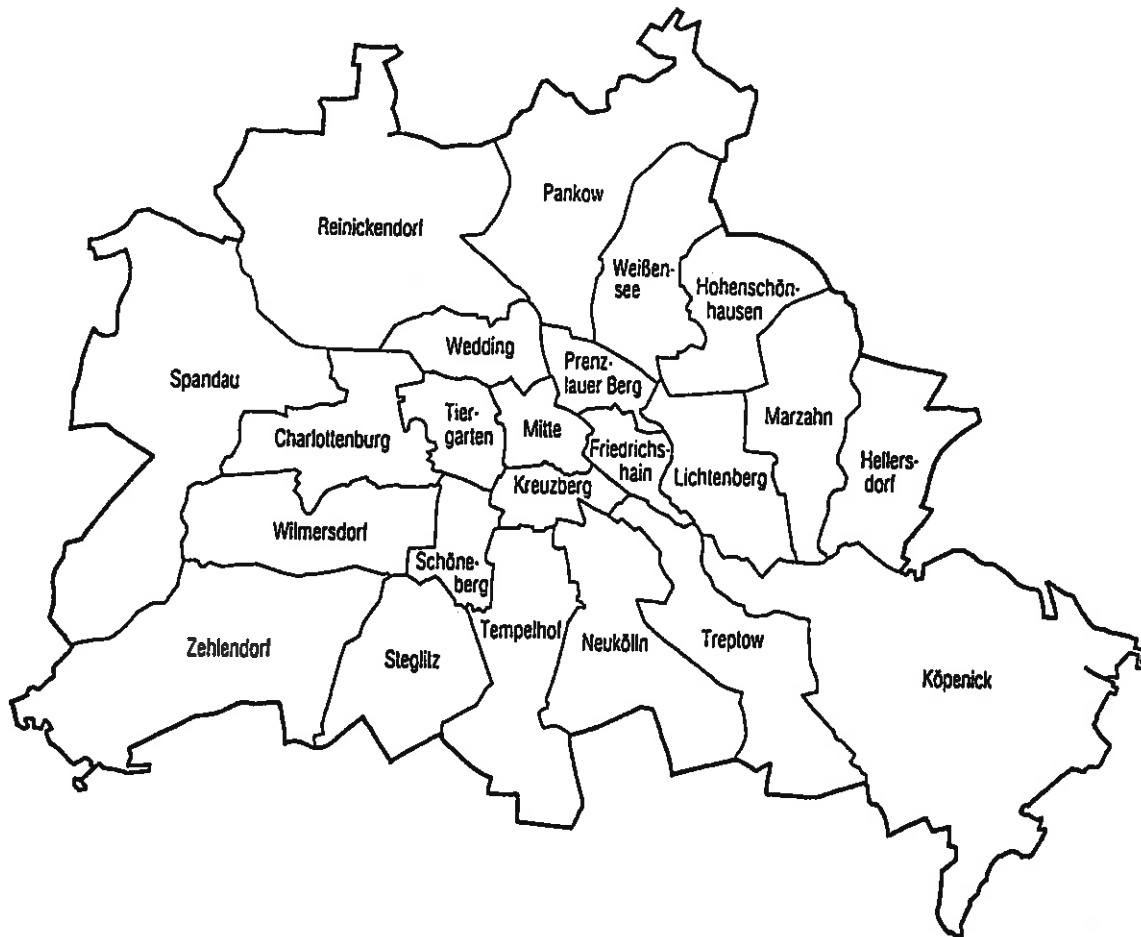 Pankow
Reinickendorf
Weißen-
see
Hohenschön-
hausen
Wedding
Prenz-
lauer Berg
Spandau
Tier-
garten
Mitte
Marzahn
Charlottenburg
Friedrichs-
hain
Lichtenberg
Hellers-
dorf
Kreuzberg
Wilmersdorf
Schöne-
berg
Tempelhof
Zehlendorf
Steglitz
Neukölln
Treptow
Köpenick